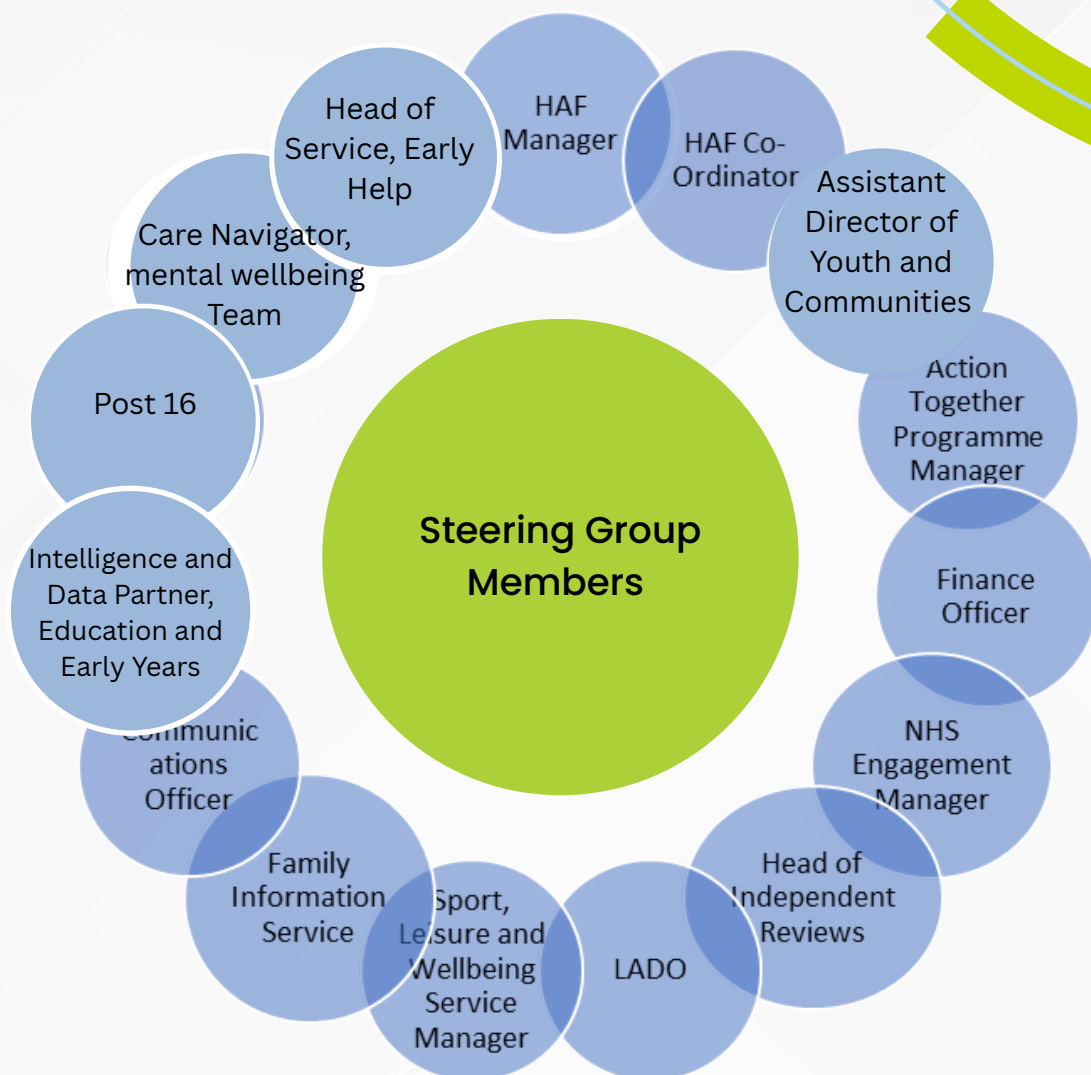 HAF
Manager
HAF Co-
Ordinator
Assistant
Director of
Youth and
Communities
Action
Together
Programme
Manager
Finance
Officer
NHS
Engagement
Manager
Head of
Independent
Reviews
LADO
Sport,
Leisure and
Wellbeing
Service
Manager
Family
Information
Service
Communic
ations
Officer
Intelligence and
Data Partner,
Education and
Early Years
Post 16
Care Navigator,
mental wellbeing
Team
Head of
Service, Early
Help
Steering Group
Members